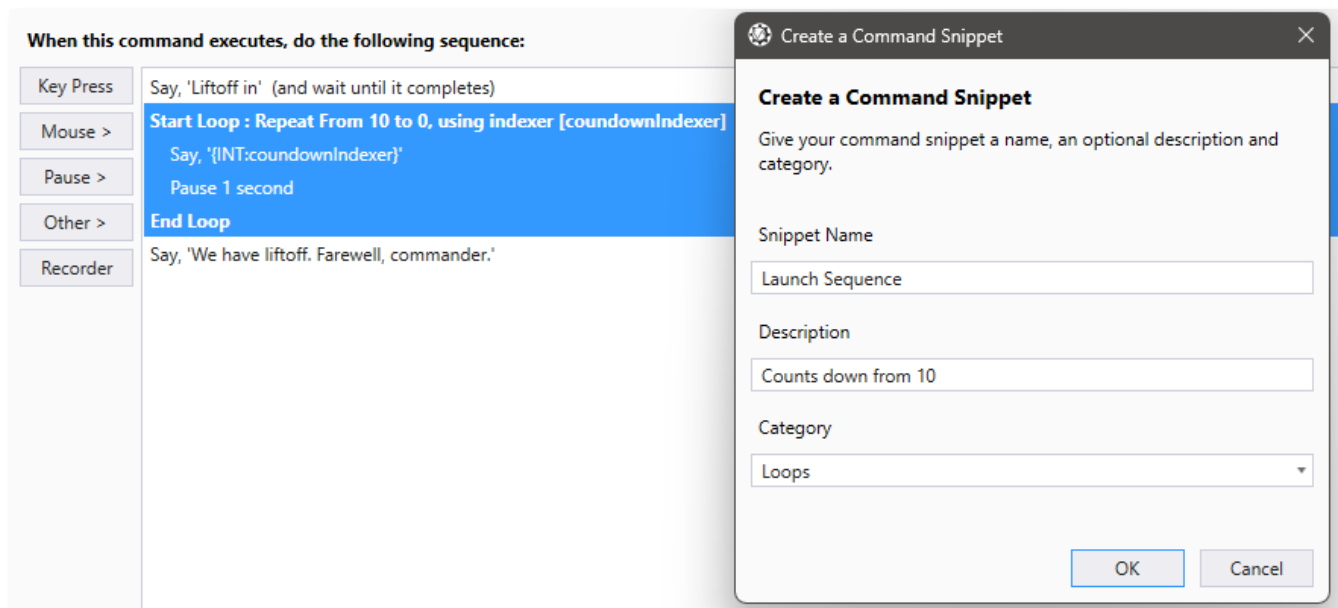 When this command executes, do the following sequence:
Key Press
Mouse >
Pause >
Other >
Recorder
Say, 'Liftoff in'  (and wait until it completes)
Start Loop : Repeat From 10 to 0, using indexer [coundownIndexer]
Say, '{INT:coundownIndexer}'
Pause 1 second
End Loop
Say, 'We have liftoff. Farewell, commander.'
Create a Command Snippet
Create a Command Snippet
Give your command snippet a name, an optional description and
category.
Snippet Name
Launch Sequence
Description
Counts down from 10
Category
Loops
OK
Cancel